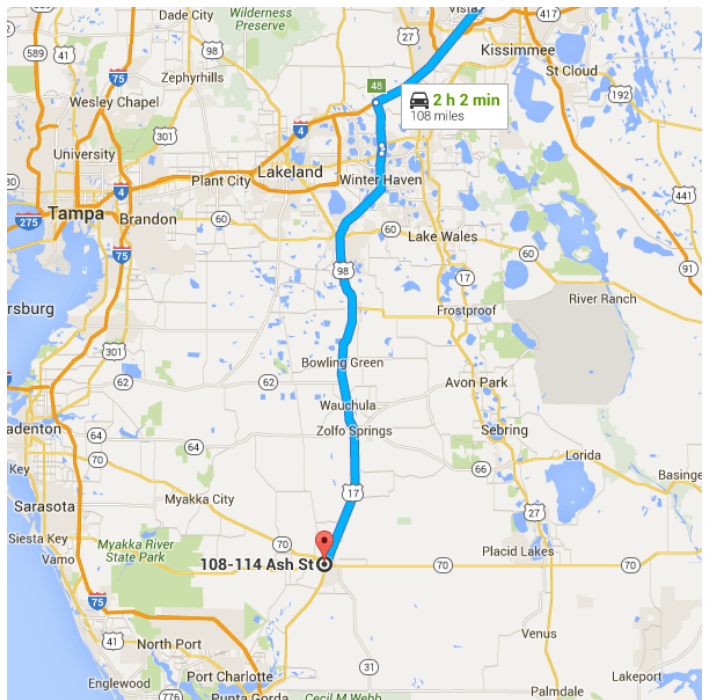 Dade City
Wilderness
Preserve
Vista
417
589
41
98
27
Kissimmee
Zephyrhills
St Cloud
75
48
192
Wesley Chapel
2 h 2 min
108 miles
301
4
University
Lakeland
Plant City
Winter Haven
4
441
Tampa
275
Brandon
60
60
Lake Wales
75
98
60
91
17
River Ranch
rsburg
Frostproof
301
Bowling Green
62
62
Avon Park
Wauchula
Zolfo Springs
Sebring
adenton
64
64
70
66
Lorida
Key
Basinge
Myakka City
17
Sarasota
27
Siesta Key
70
Myakka River
State Park
Placid Lakes
Vamo
108-114 Ash St
70
70
75
41
North Port
Venus
31
Port Charlotte
Lakeport
Englewood
776
Punta Gorda
Cecil M Webb
Palmdale